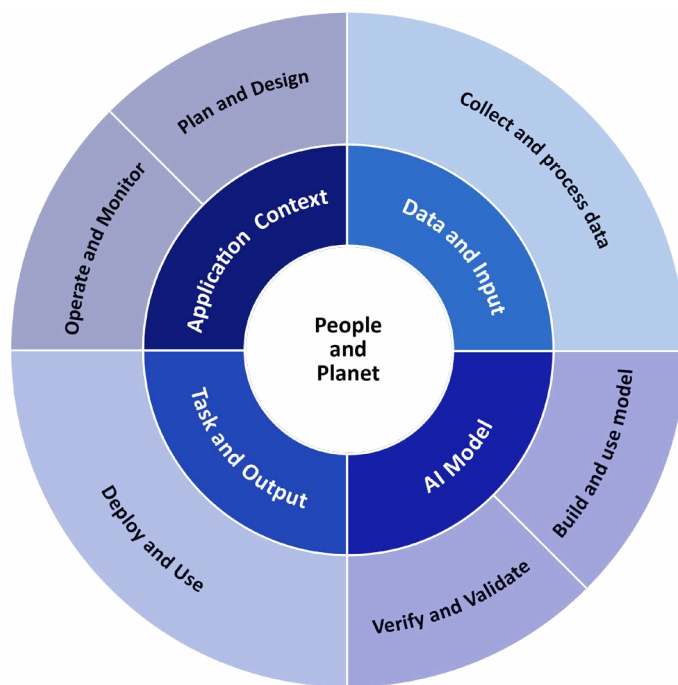 Plan and Design
Collect and process data
Operate and Monitor
Application Context
Data and Input
People
and
Planet
Task and Output
AI Model
Build and use model
Deploy and Use
Verify and Validate